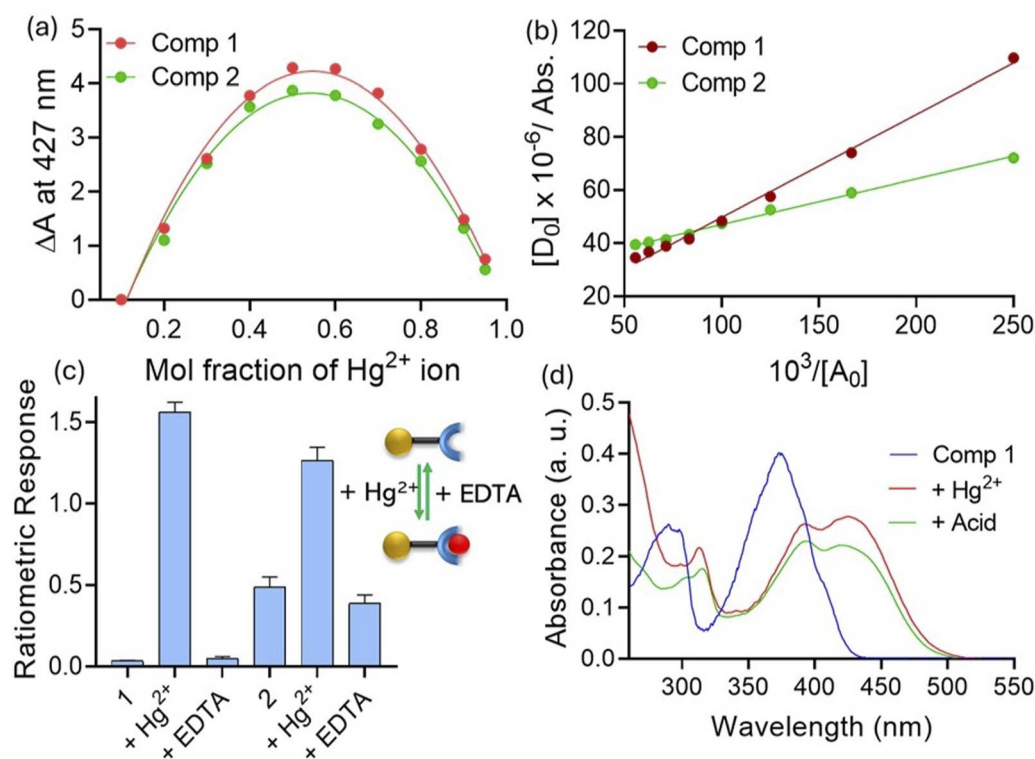 (a)
Comp 1
Comp 2
ΔA at 427 nm
5
4
3
2
1
0
0.2
0.4
0.6
0.8
1.0
Mol fraction of Hg²⁺ ion
(b)
Comp 1
Comp 2
[D₀] x 10⁻⁶/ Abs.
120
100
80
60
40
20
50
100
150
200
250
10³/[A₀]
(c)
Ratiometric Response
1.5
1.0
0.5
0.0
+ Hg²⁺
+ EDTA
1
+ Hg²⁺
+ EDTA
2
+ Hg²⁺
+ EDTA
(d)
Absorbance (a. u.)
0.5
0.4
0.3
0.2
0.1
0.0
Comp 1
+ Hg²⁺
+ Acid
300
350
400
450
500
550
Wavelength (nm)